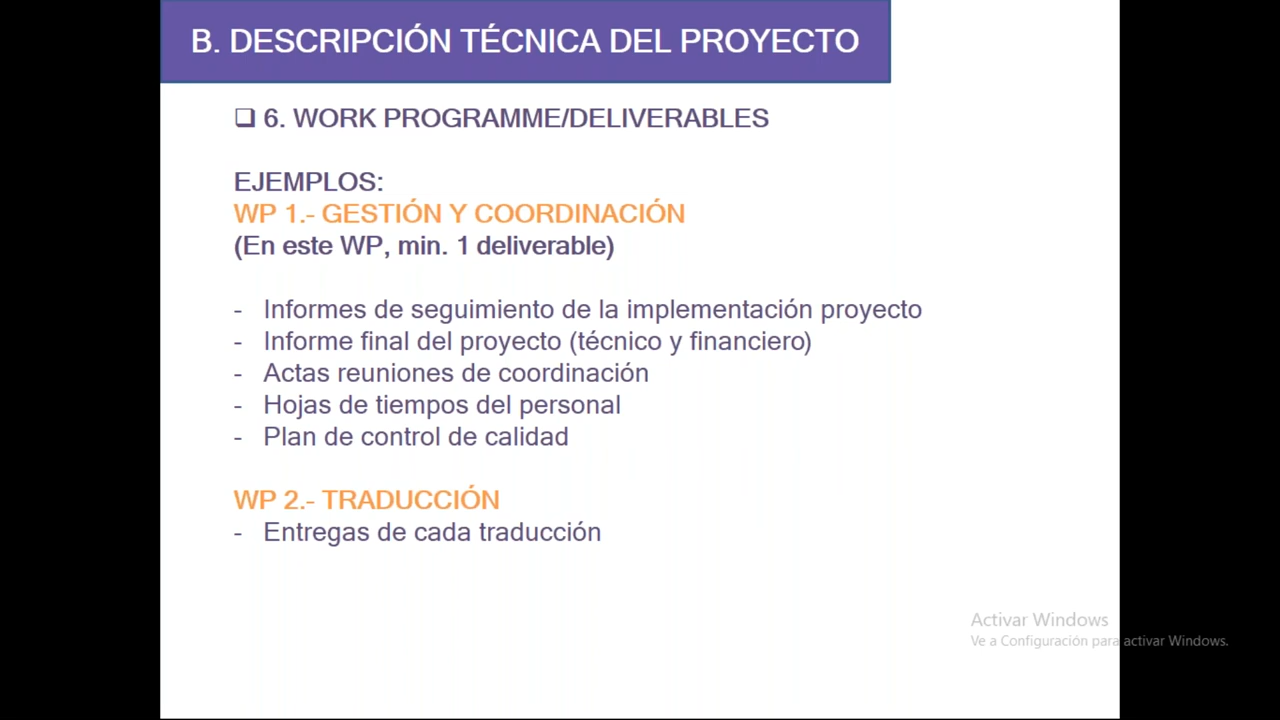 B. DESCRIPCIÓN TÉCNICA DEL PROYECTO
❑ 6. WORK PROGRAMME/DELIVERABLES
EJEMPLOS:
WP 1.- GESTIÓN Y COORDINACIÓN
(En este WP, min. 1 deliverable)
- Informes de seguimiento de la implementación proyecto
- Informe final del proyecto (técnico y financiero)
- Actas reuniones de coordinación
- Hojas de tiempos del personal
- Plan de control de calidad
WP 2.- TRADUCCIÓN
- Entregas de cada traducción
Activar Windows
Ve a Configuración para activar Windows.